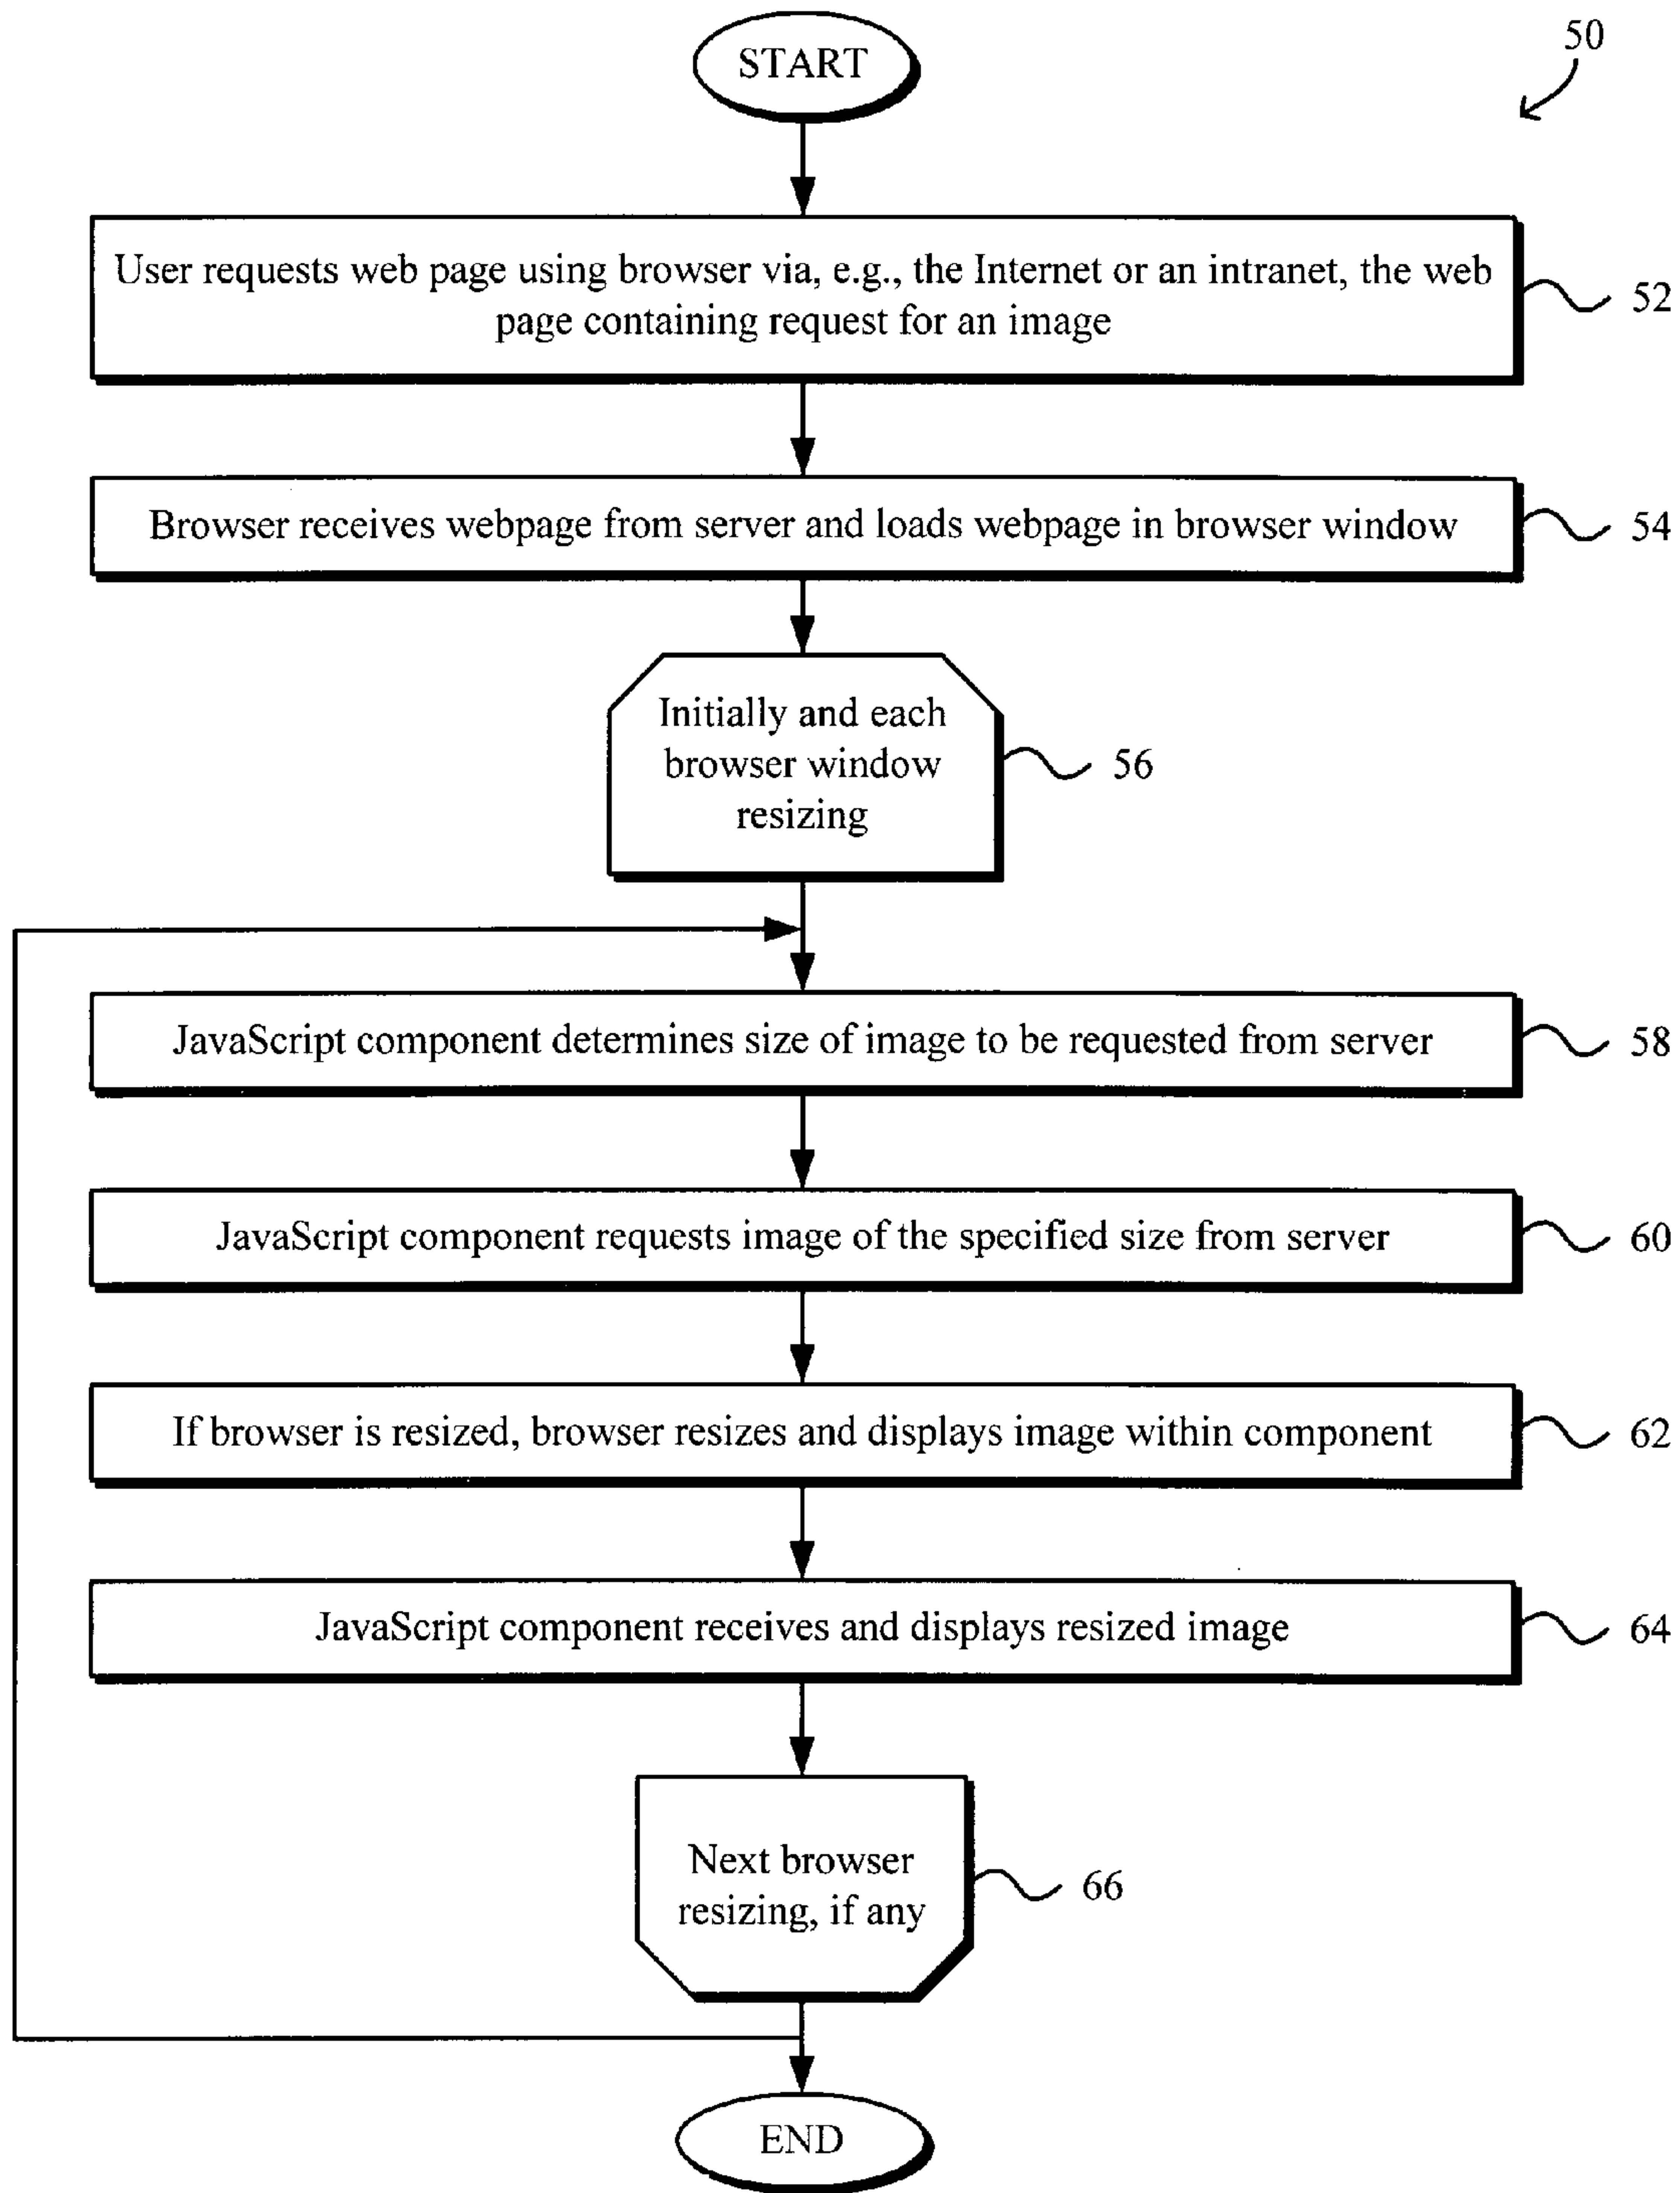 START
50
User requests web page using browser via, e.g., the Internet or an intranet, the web
page containing request for an image
52
Browser receives webpage from server and loads webpage in browser window
54
Initially and each
browser window
resizing
56
JavaScript component determines size of image to be requested from server
58
JavaScript component requests image of the specified size from server
60
If browser is resized, browser resizes and displays image within component
62
JavaScript component receives and displays resized image
64
Next browser
resizing, if any
66
END